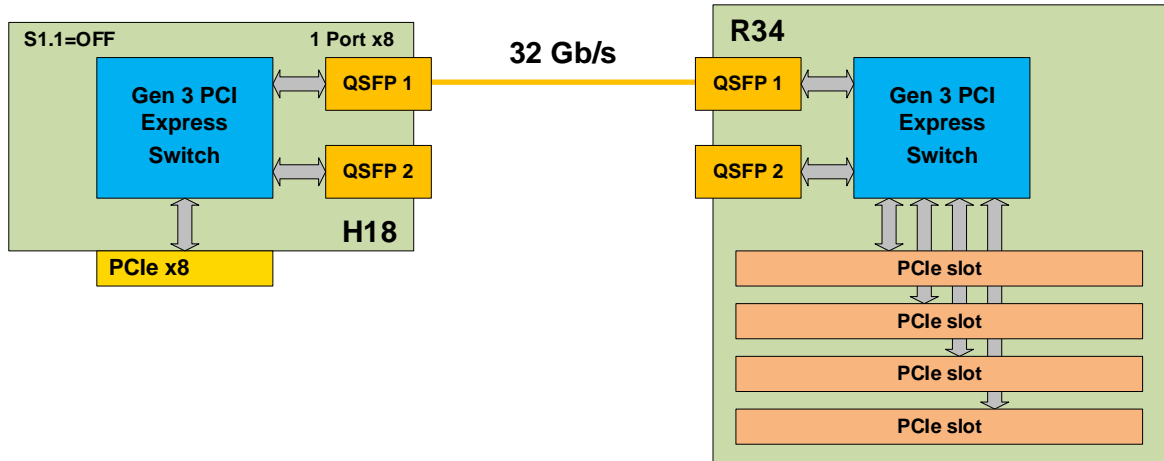 S1.1=OFF
1 Port x8
Gen 3 PCI
Express
Switch
QSFP 1
QSFP 2
H18
PCIe x8
32 Gb/s
R34
QSFP 1
QSFP 2
Gen 3 PCI
Express
Switch
PCIe slot
PCIe slot
PCIe slot
PCIe slot